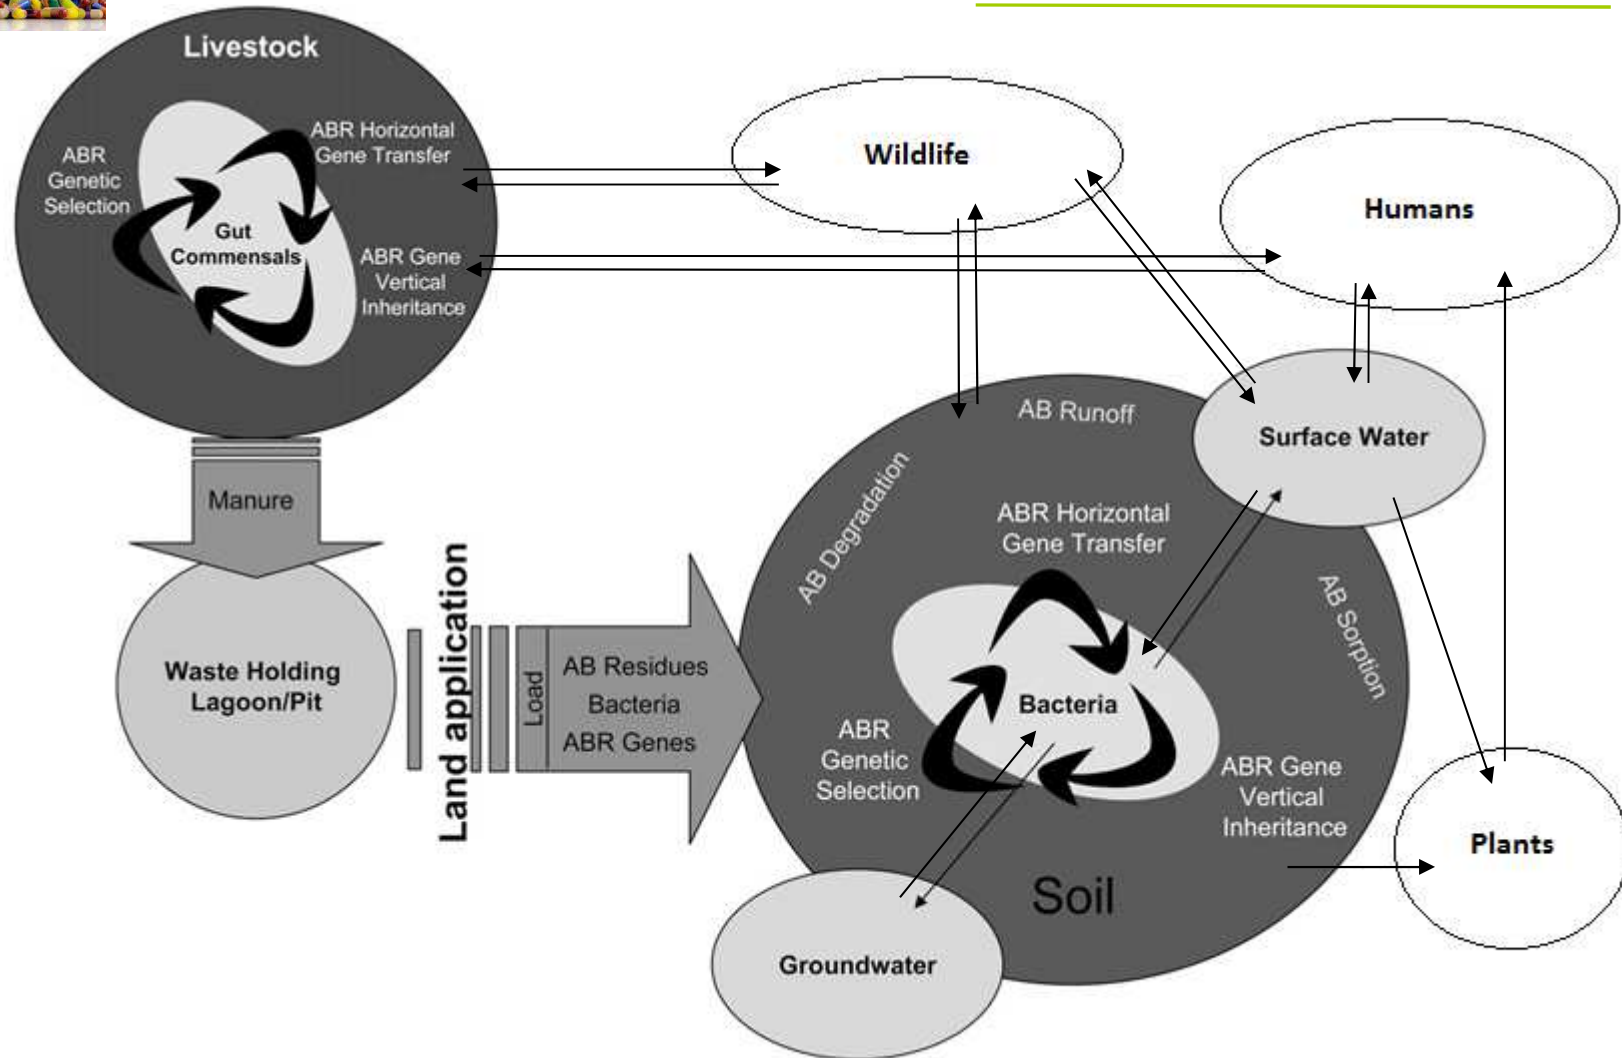 Livestock
ABR Horizontal
Gene Transfer
ABR
Genetic
Selection
Gut
Commensals
ABR Gene
Vertical
Inheritance
Wildlife
Humans
Manure
Waste Holding
Lagoon/Pit
Land application
Load
AB Residues
Bacteria
ABR Genes
AB Runoff
AB Degradation
AB Sorption
Surface Water
ABR Horizontal
Gene Transfer
Bacteria
ABR
Genetic
Selection
ABR Gene
Vertical
Inheritance
Soil
Groundwater
Plants